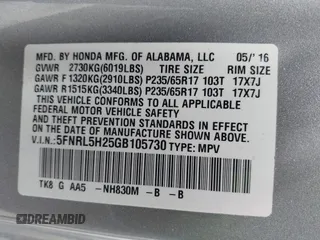 MFD. BY HONDA MFG. OF ALABAMA, LLC 05/'16
GVWR 2730KG(6019LBS) TIRE SIZE RIM SIZE
GAWR F 1320KG(2910LBS) P235/65R17 103T 17X7J
GAWR R 1515KG(3340LBS) P235/65R17 103T 17X7J
THIS VEHICLE CONFORMS TO ALL APPLICABLE
FEDERAL MOTOR VEHICLE SAFETY AND THEFT PREVENTION STANDARDS IN EFFECT ON THE DATE OF MANUFACTURE SHOWN ABOVE.
V.I.N.: 5FNRL5H25GB105730 TYPE: MPV
TK8 G AA5 -NH830M -B -B
DREAMBID